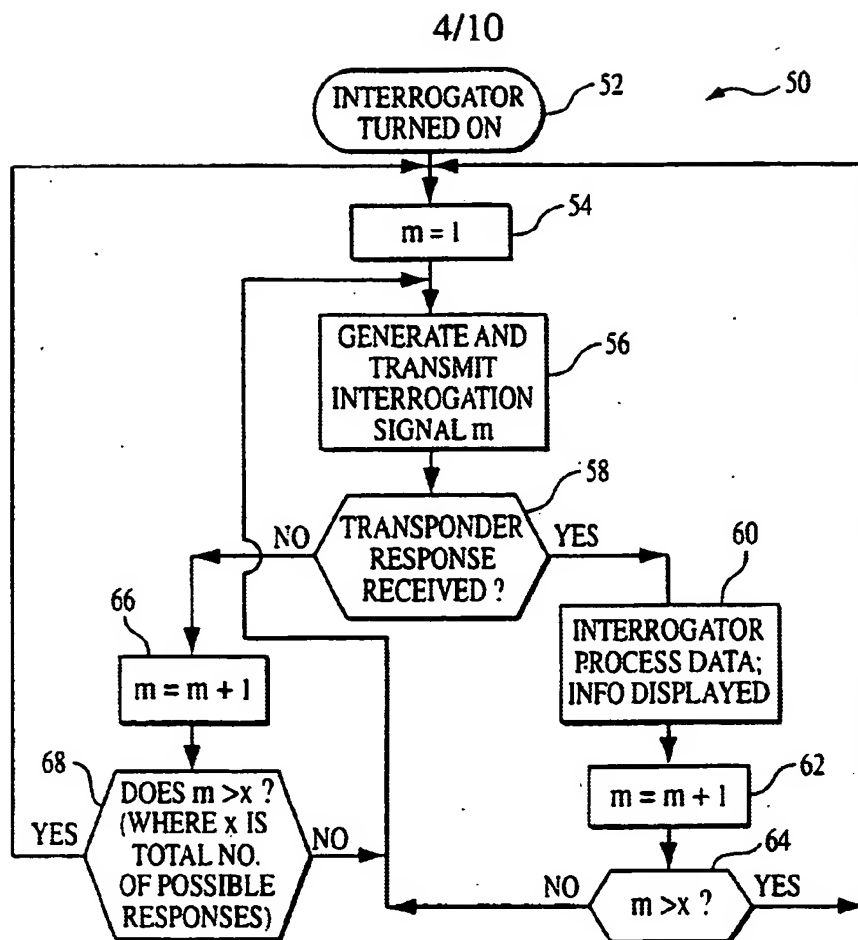 4/10
INTERROGATOR
TURNED ON
52
50
54
m = 1
GENERATE AND
TRANSMIT
INTERROGATION
SIGNAL m
56
58
NO
TRANSPONDER
RESPONSE
RECEIVED ?
YES
60
66
INTERROGATOR
PROCESS DATA;
INFO DISPLAYED
m = m + 1
62
m = m + 1
68
DOES m >x ?
(WHERE x IS
TOTAL NO.
OF POSSIBLE
RESPONSES)
YES
NO
64
NO
m >x ?
YES